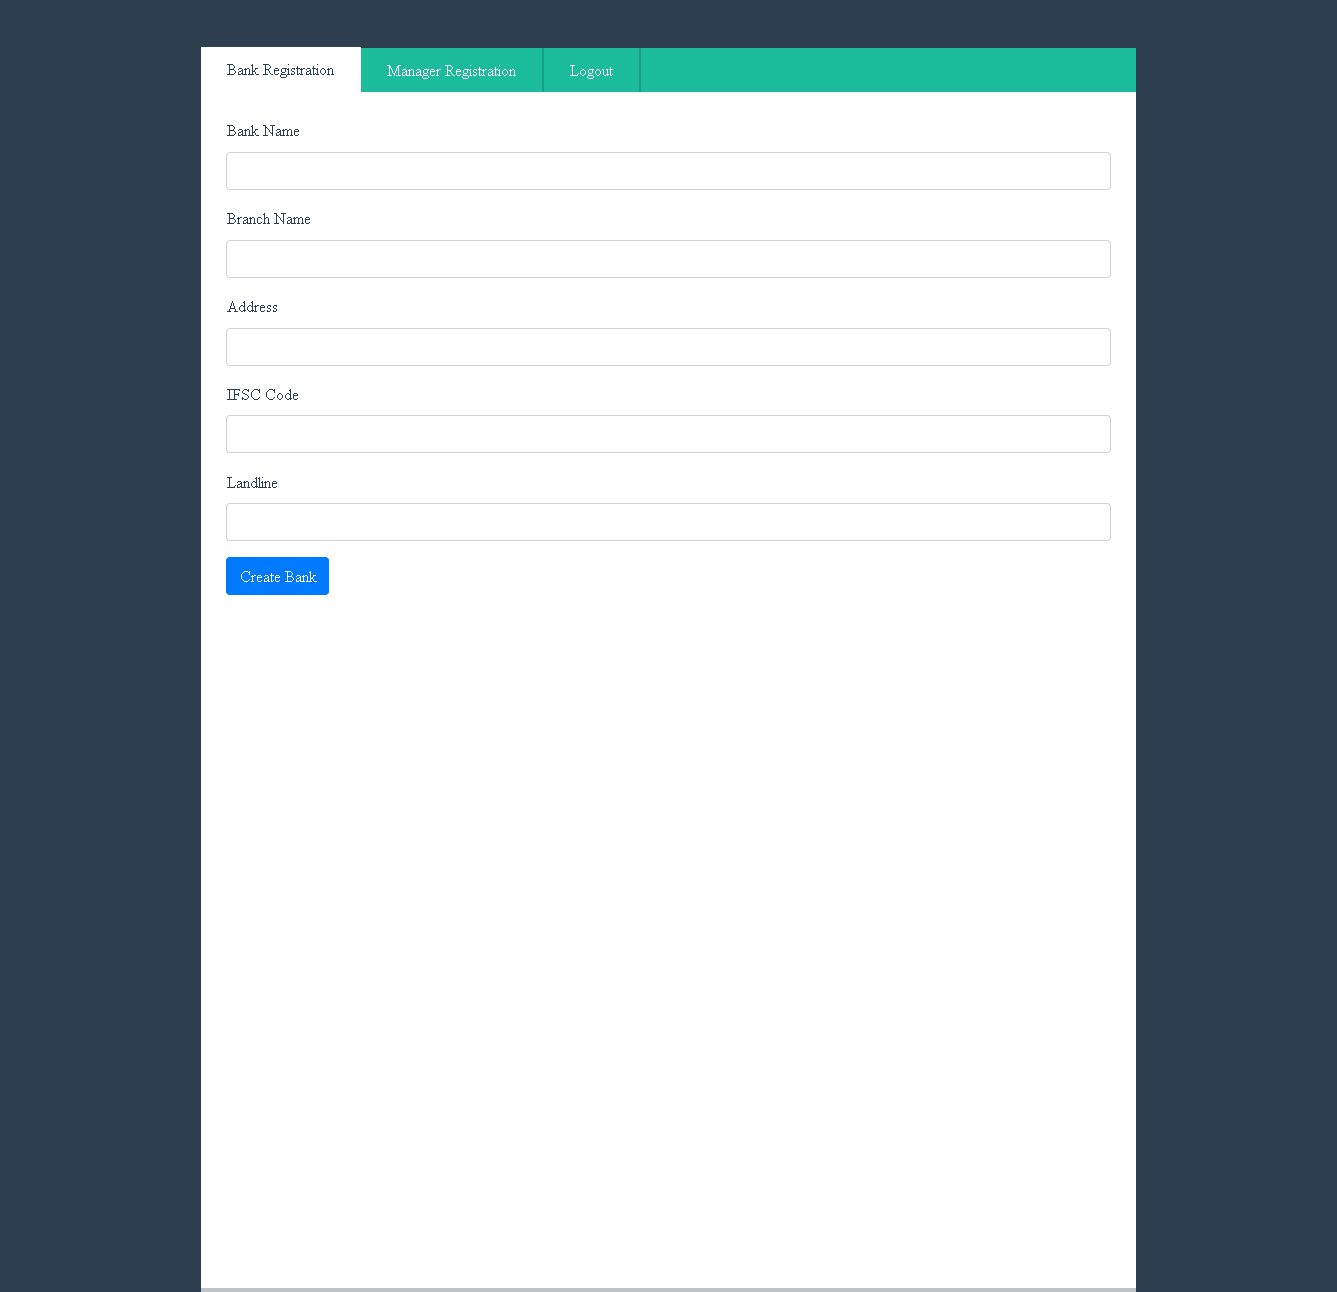 Bank Registration Manager Registration Logout
Bank Name
Branch Name
Address
IFSC Code
Landline
Create Bank